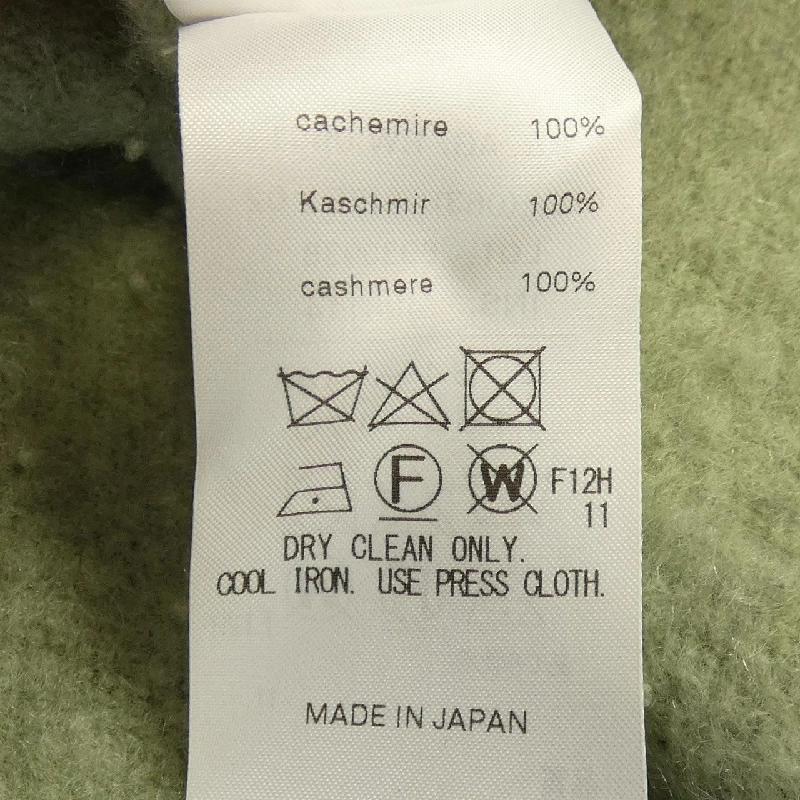 cachemire 100%
Kaschmir 100%
cashmere 100%
F W F12H
11
DRY CLEAN ONLY.
COOL IRON. USE PRESS CLOTH.
MADE IN JAPAN